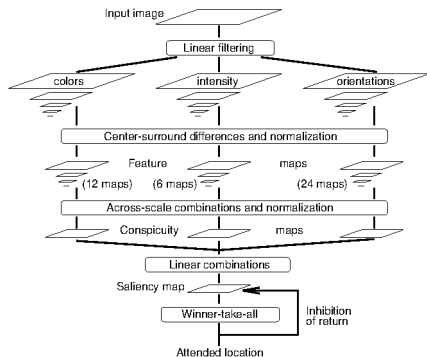 Input image
Linear filtering
colors intensity orientations
Center-surround differences and normalization
Feature maps
(12 maps) (6 maps) (24 maps)
Across-scale combinations and normalization
Conspicuity maps
Linear combinations
Saliency map
Winner-take-all
Inhibition
of return
Attended location